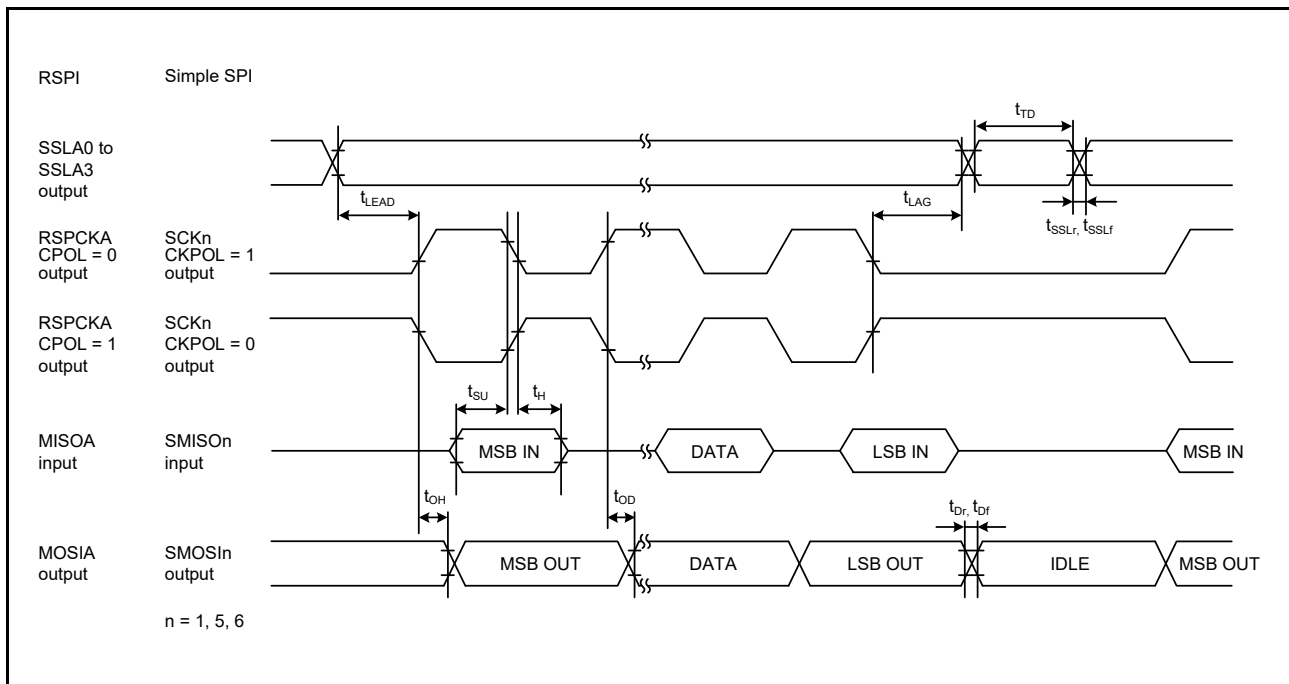 RSPI
Simple SPI
tTD
SSLA0 to
SSLA3
output
tLEAD
tLAG
tSSLr, tSSLf
RSPCKA
CPOL = 0
output
SCKn
CKPOL = 1
output
RSPCKA
CPOL = 1
output
SCKn
CKPOL = 0
output
tSU
tH
MISOA
input
SMISOn
input
MSB IN
DATA
LSB IN
MSB IN
tOH
tOD
tDr, tDf
MOSIA
output
SMOSIn
output
MSB OUT
DATA
LSB OUT
IDLE
MSB OUT
n = 1, 5, 6